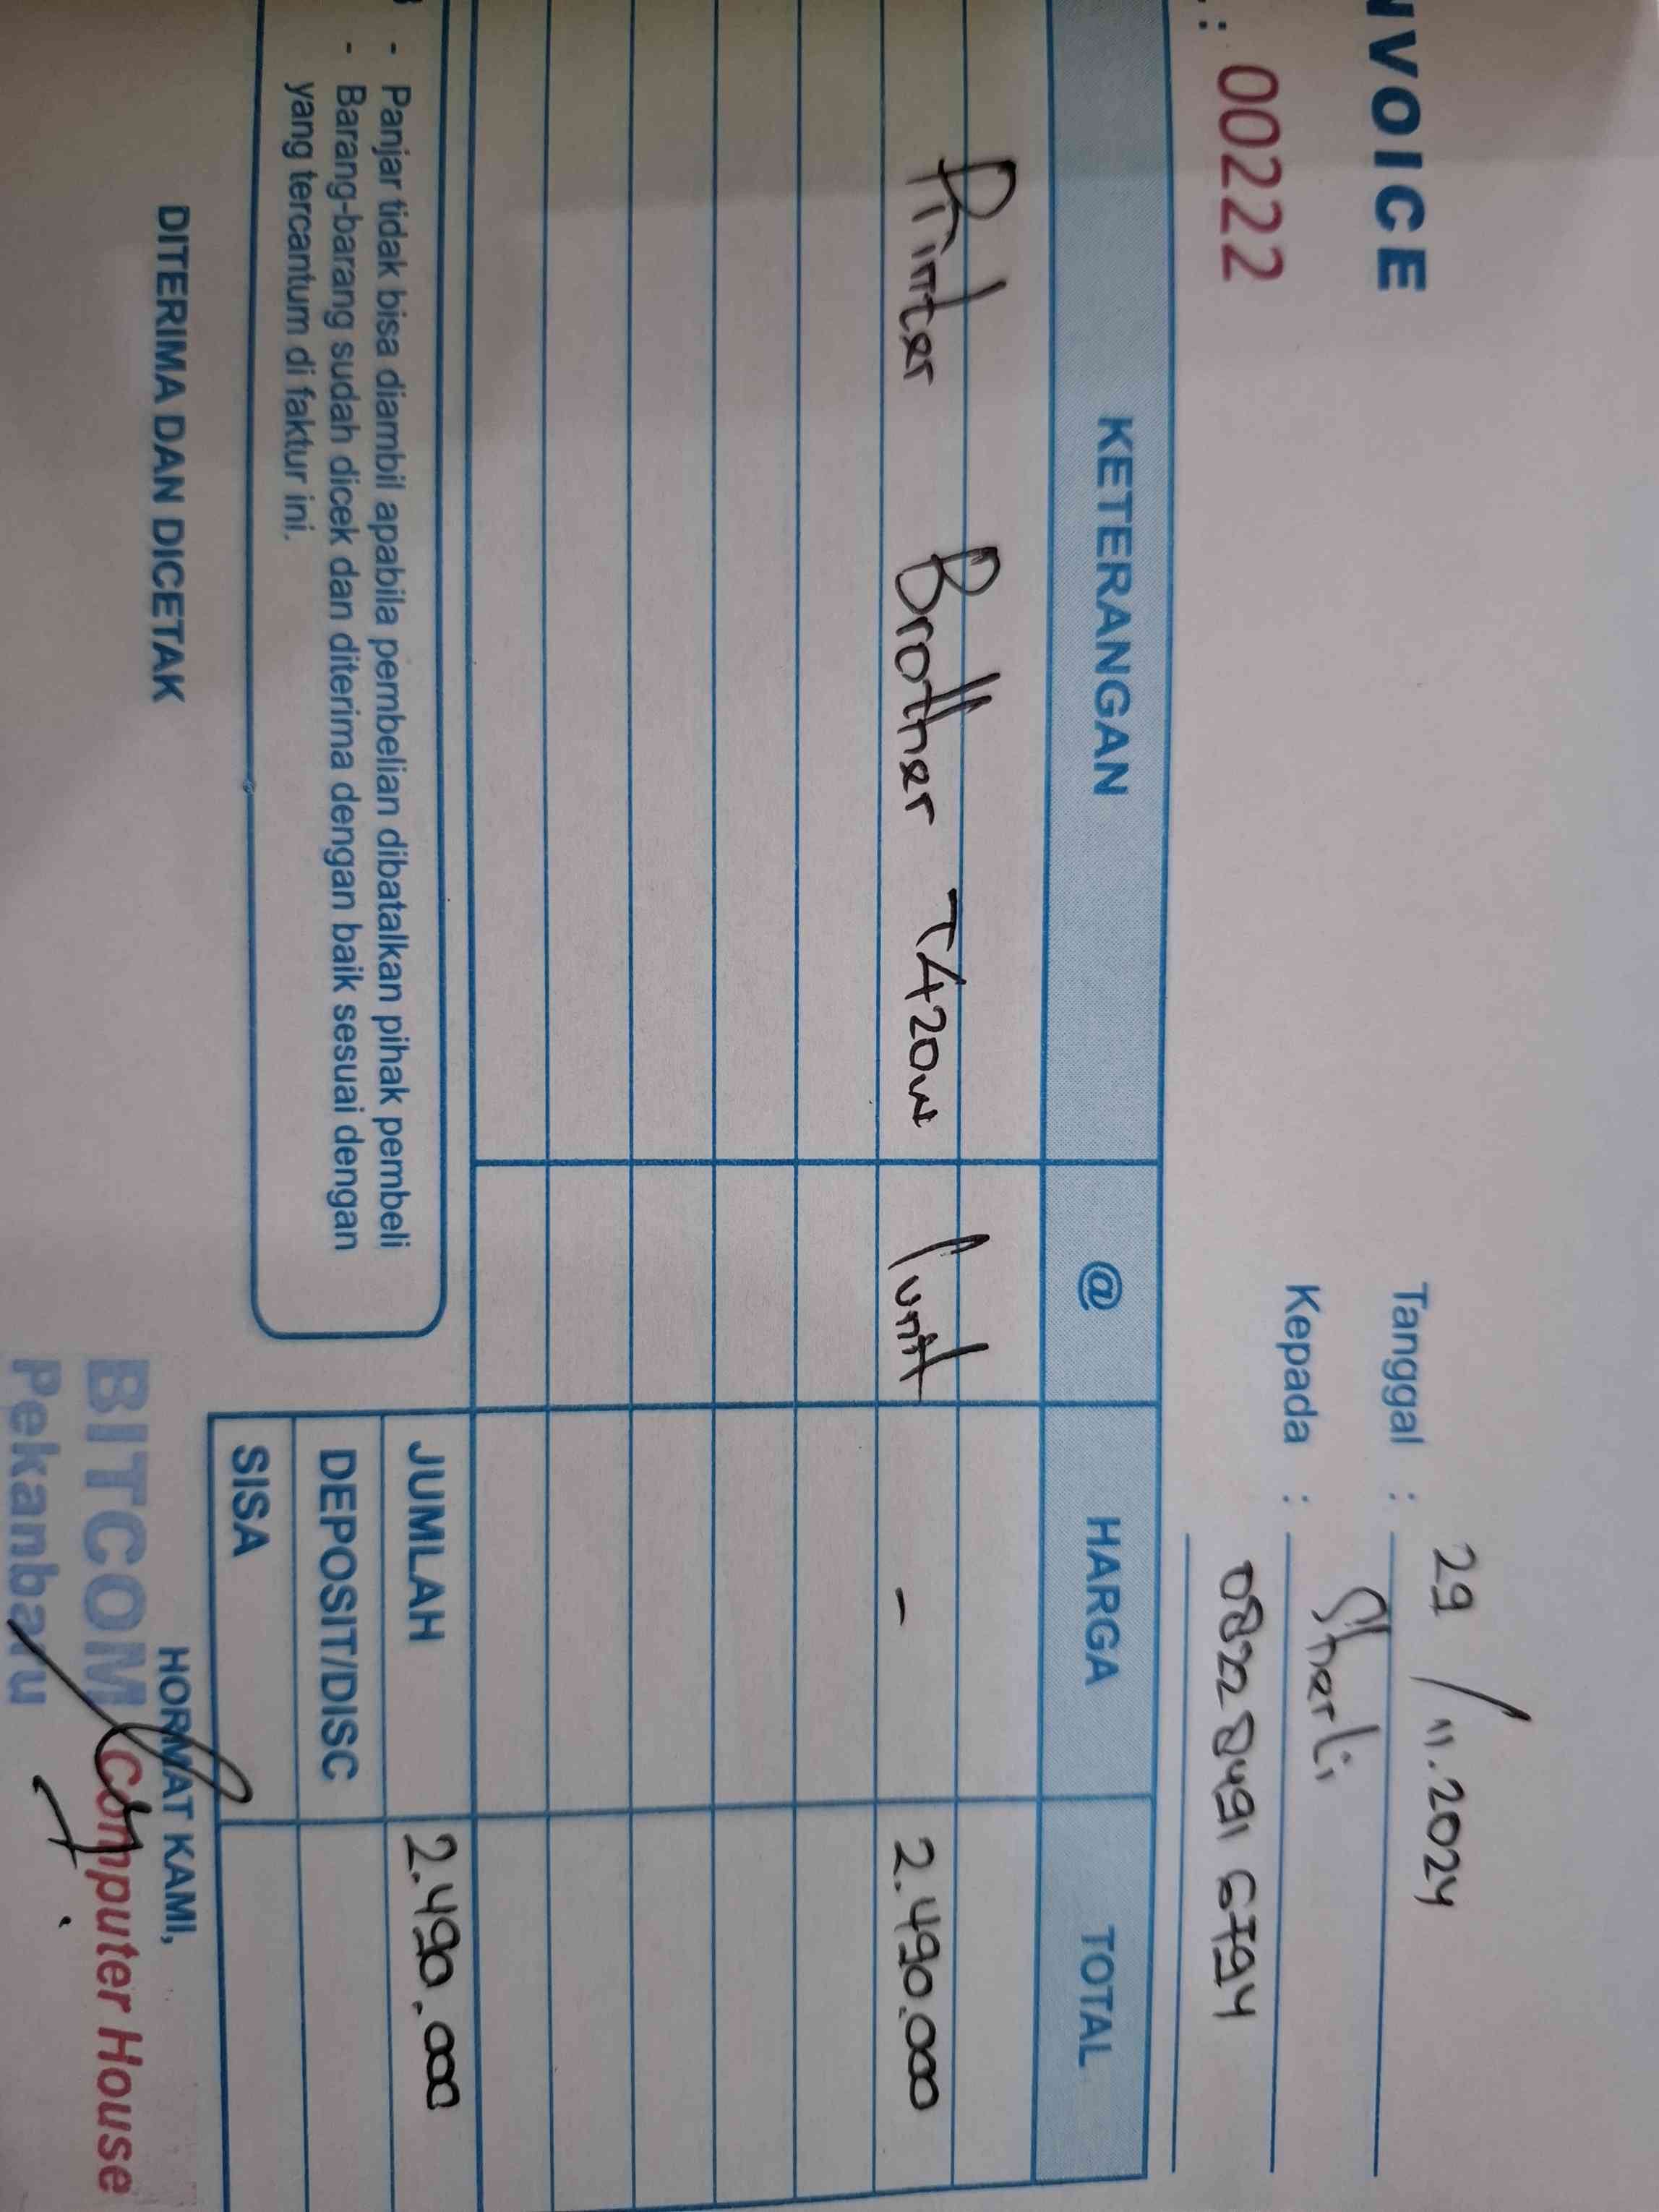 NVOICE
: 00222
Tanggal : 29 / 11.2024
Kepada : Sherli
0822 8491 6794
KETERANGAN @ HARGA TOTAL
Printer Brother T420W 1 unit - 2.490.000
JUMLAH 2.490.000
DEPOSIT/DISC
SISA
- Panjar tidak bisa diambil apabila pembelian dibatalkan pihak pembeli
- Barang-barang sudah dicek dan diterima dengan baik sesuai dengan
yang tercantum di faktur ini.
DITERIMA DAN DICETAK
HORMAT KAMI,
BITCOM Computer House
Pekanbaru